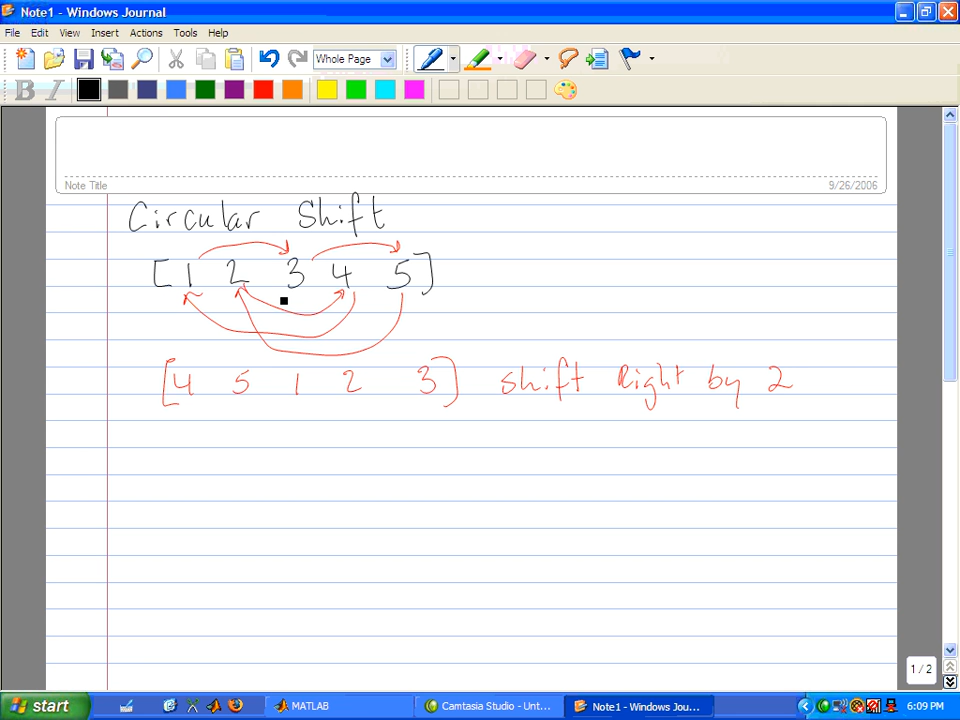 Note1 - Windows Journal
File Edit View Insert Actions Tools Help
Whole Page
B I
Note Title
9/26/2006
Circular Shift
[1 2 3 4 5]
[4 5 1 2 3] shift Right by 2
1 / 2
start MATLAB Camtasia Studio - Unt... Note1 - Windows Jou... 6:09 PM